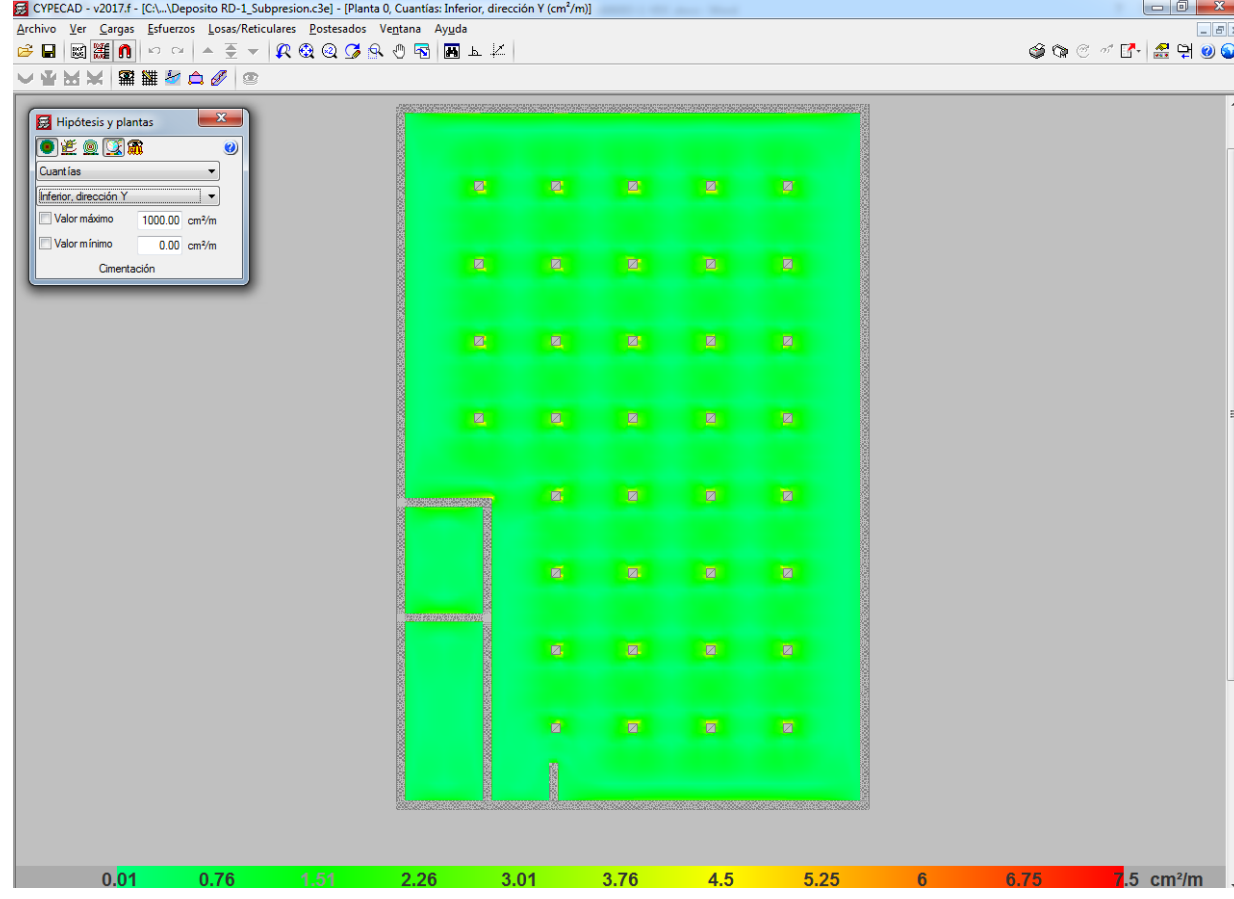 CYPECAD - v2017.f - [C:\...\Deposito RD-1_Subpresion.c3e] - [Planta 0, Cuantías: Inferior, dirección Y (cm²/m)]
Archivo Ver Cargas Esfuerzos Losas/Reticulares Postesados Ventana Ayuda
Hipótesis y plantas
Cuantías
Inferior, dirección Y
Valor máximo 1000.00 cm²/m
Valor mínimo 0.00 cm²/m
Cimentación
0.01 0.76 1.51 2.26 3.01 3.76 4.5 5.25 6 6.75 7.5 cm²/m